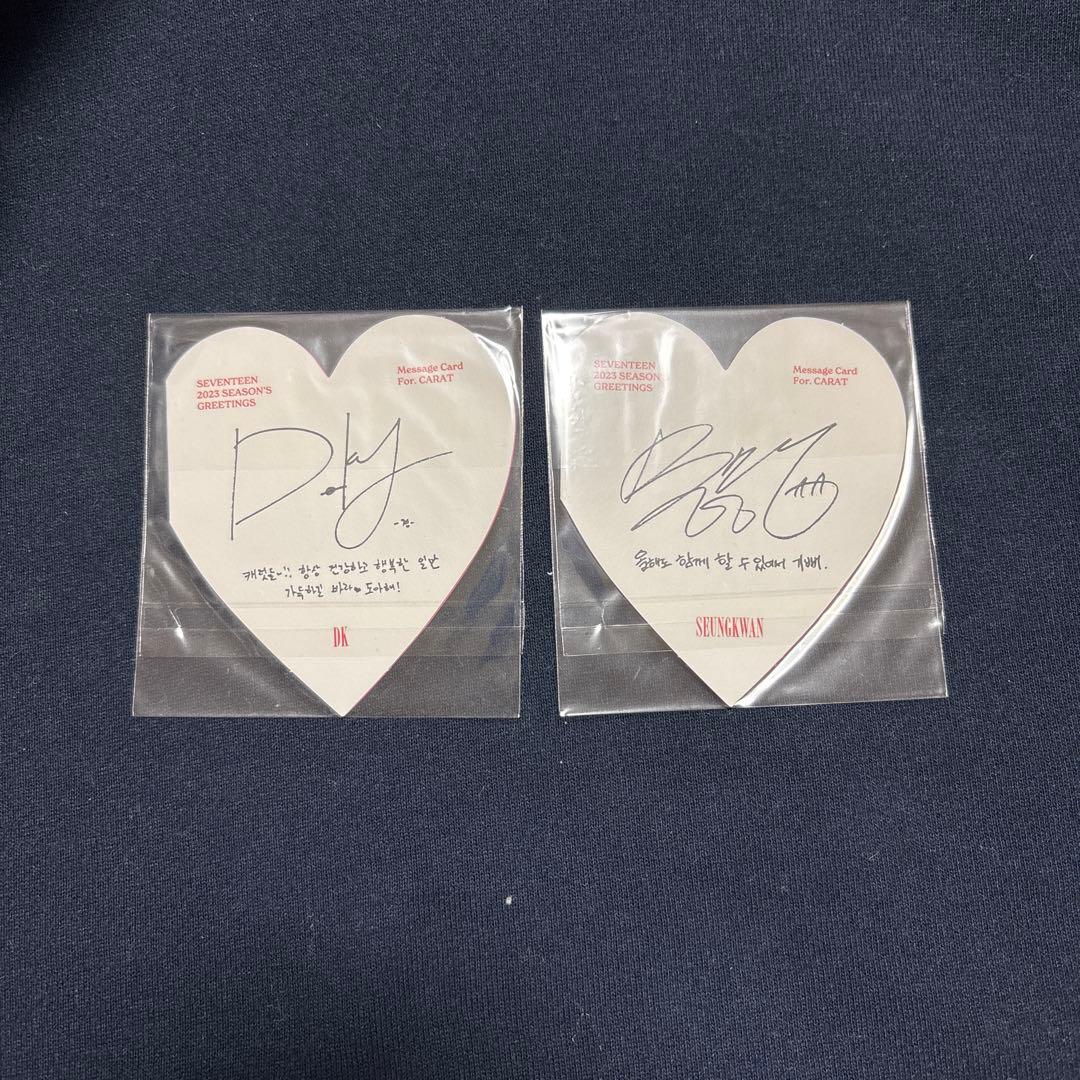 SEVENTEEN
2023 SEASON'S
GREETINGS
Message Card
For. CARAT
D.k
-겸-
캐럿들..!! 항상 건강하고 행복한 일만
가득하길 바라 도아해!
DK
SEVENTEEN
2023 SEASON'S
GREETINGS
Message Card
For. CARAT
올해도 함께 할 수 있어서 기뻐.
SEUNGKWAN